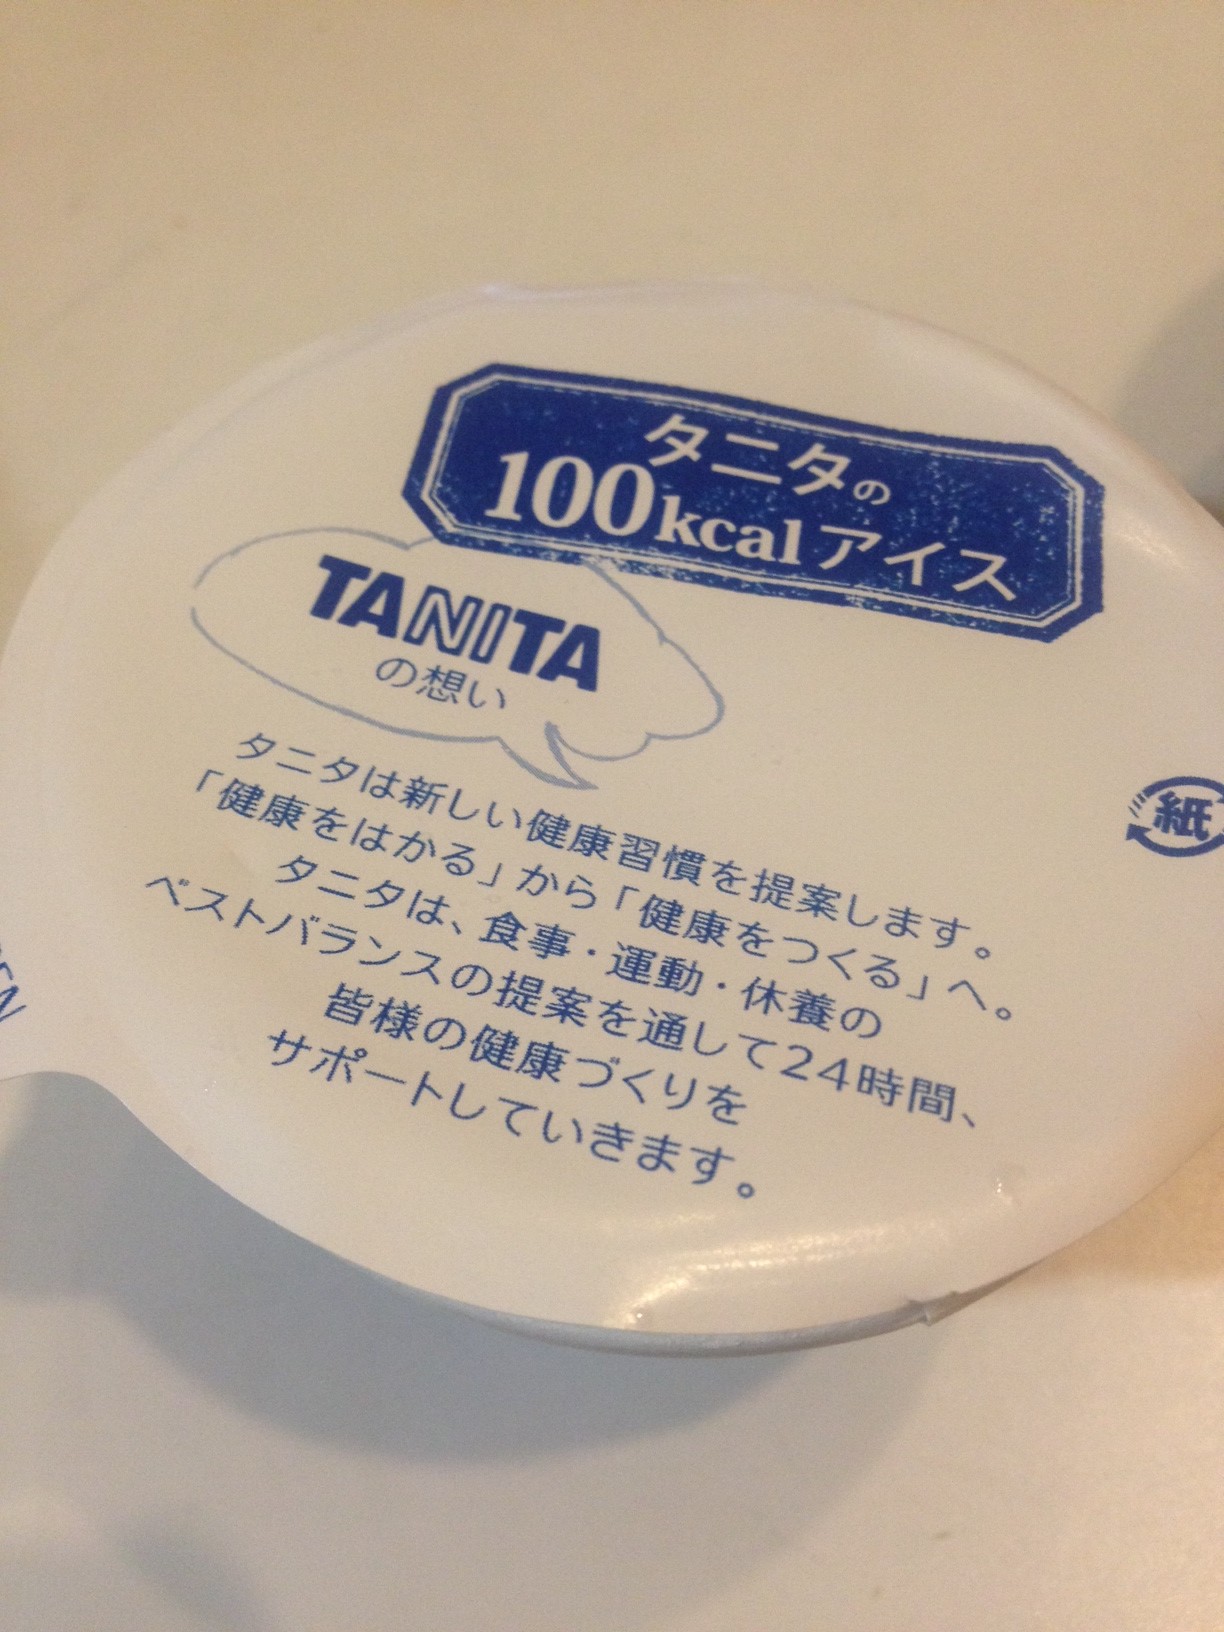 タニタの
100kcalアイス
TANITA
の想い
タニタは新しい健康習慣を提案します。
「健康をはかる」から「健康をつくる」へ。
タニタは、食事・運動・休養の
ベストバランスの提案を通して24時間、
皆様の健康づくりを
サポートしていきます。
紙